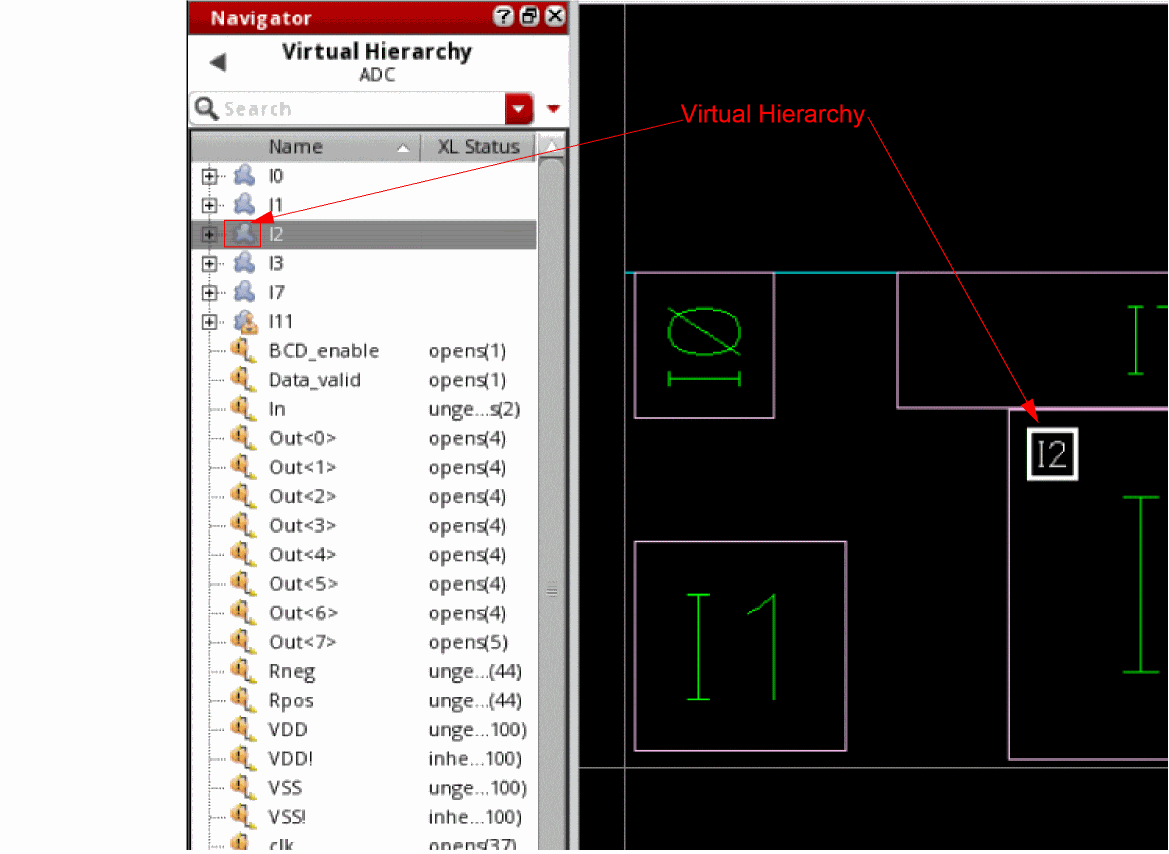 Navigator
Virtual Hierarchy
ADC
Search
Name XL Status
I0
I1
I2
I3
I7
I11
BCD_enable opens(1)
Data_valid opens(1)
In unge...s(2)
Out<0> opens(4)
Out<1> opens(4)
Out<2> opens(4)
Out<3> opens(4)
Out<4> opens(4)
Out<5> opens(4)
Out<6> opens(4)
Out<7> opens(5)
Rneg unge...(44)
Rpos unge...(44)
VDD unge...100)
VDD! inhe...100)
VSS unge...100)
VSS! inhe...100)
clk opens(37)
Virtual Hierarchy
I0
I2
I1